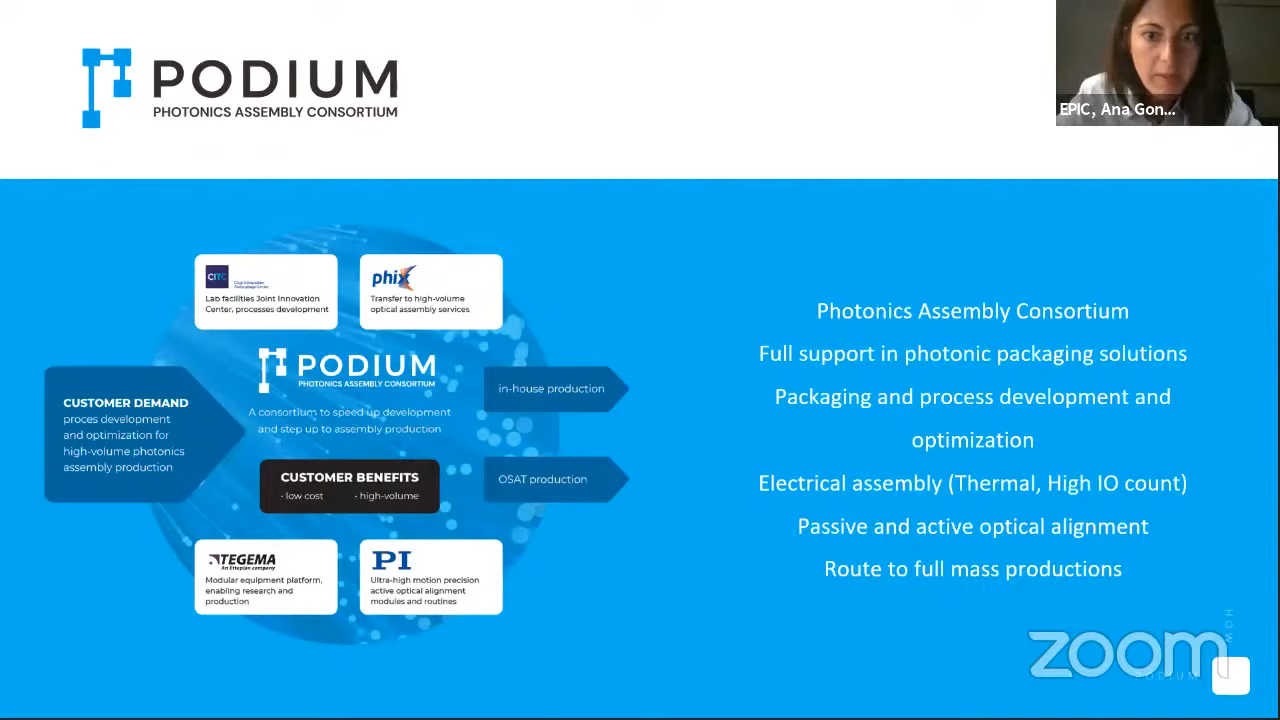 PODIUM
PHOTONICS ASSEMBLY CONSORTIUM
EPIC, Ana Gon...
CITC
Lab facilities Joint Innovation
Center, processes development
phix
Transfer to high-volume
optical assembly services
PODIUM
PHOTONICS ASSEMBLY CONSORTIUM
A consortium to speed up development
and step up to assembly production
CUSTOMER DEMAND
proces development
and optimization for
high-volume photonics
assembly production
in-house production
OSAT production
CUSTOMER BENEFITS
· low cost · high-volume
TEGEMA
An Etteplan company
Modular equipment platform,
enabling research and
production
PI
Ultra-high motion precision
active optical alignment
modules and routines
Photonics Assembly Consortium
Full support in photonic packaging solutions
Packaging and process development and
optimization
Electrical assembly (Thermal, High IO count)
Passive and active optical alignment
Route to full mass productions
zoom
PODIUM